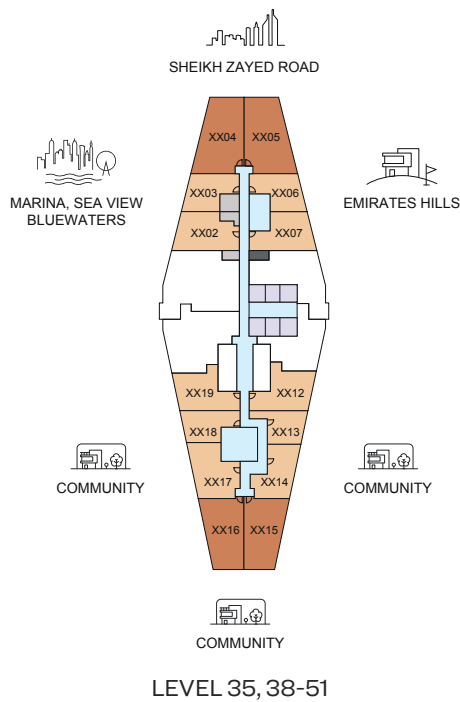 SHEIKH ZAYED ROAD
XX04
XX05
MARINA, SEA VIEW
BLUEWATERS
EMIRATES HILLS
XX03
XX06
XX02
XX07
XX19
XX12
XX18
XX13
XX17
XX14
COMMUNITY
COMMUNITY
XX16
XX15
COMMUNITY
LEVEL 35, 38-51